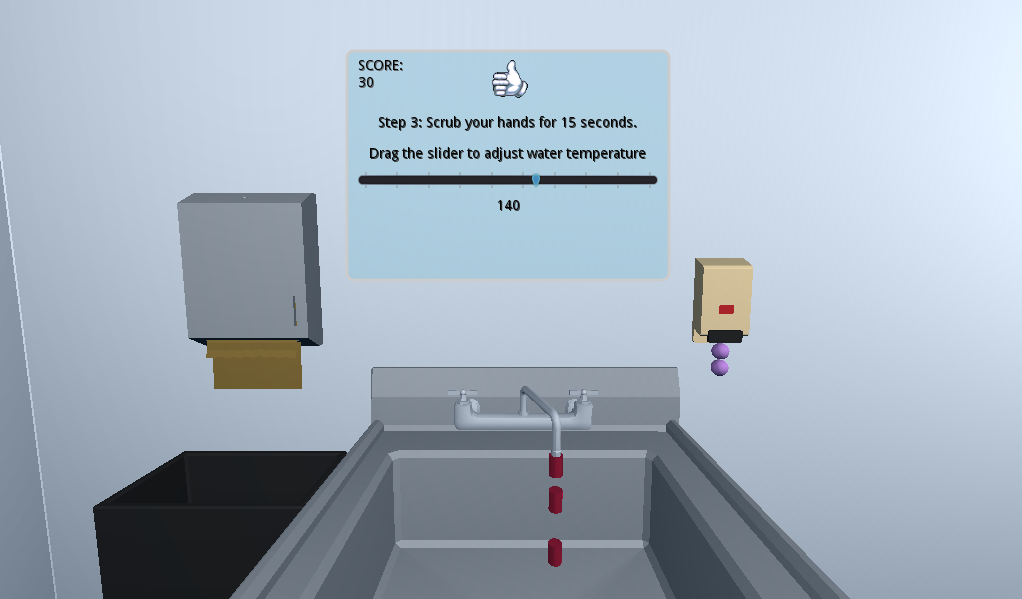 SCORE:
30
Step 3: Scrub your hands for 15 seconds.
Drag the slider to adjust water temperature
140